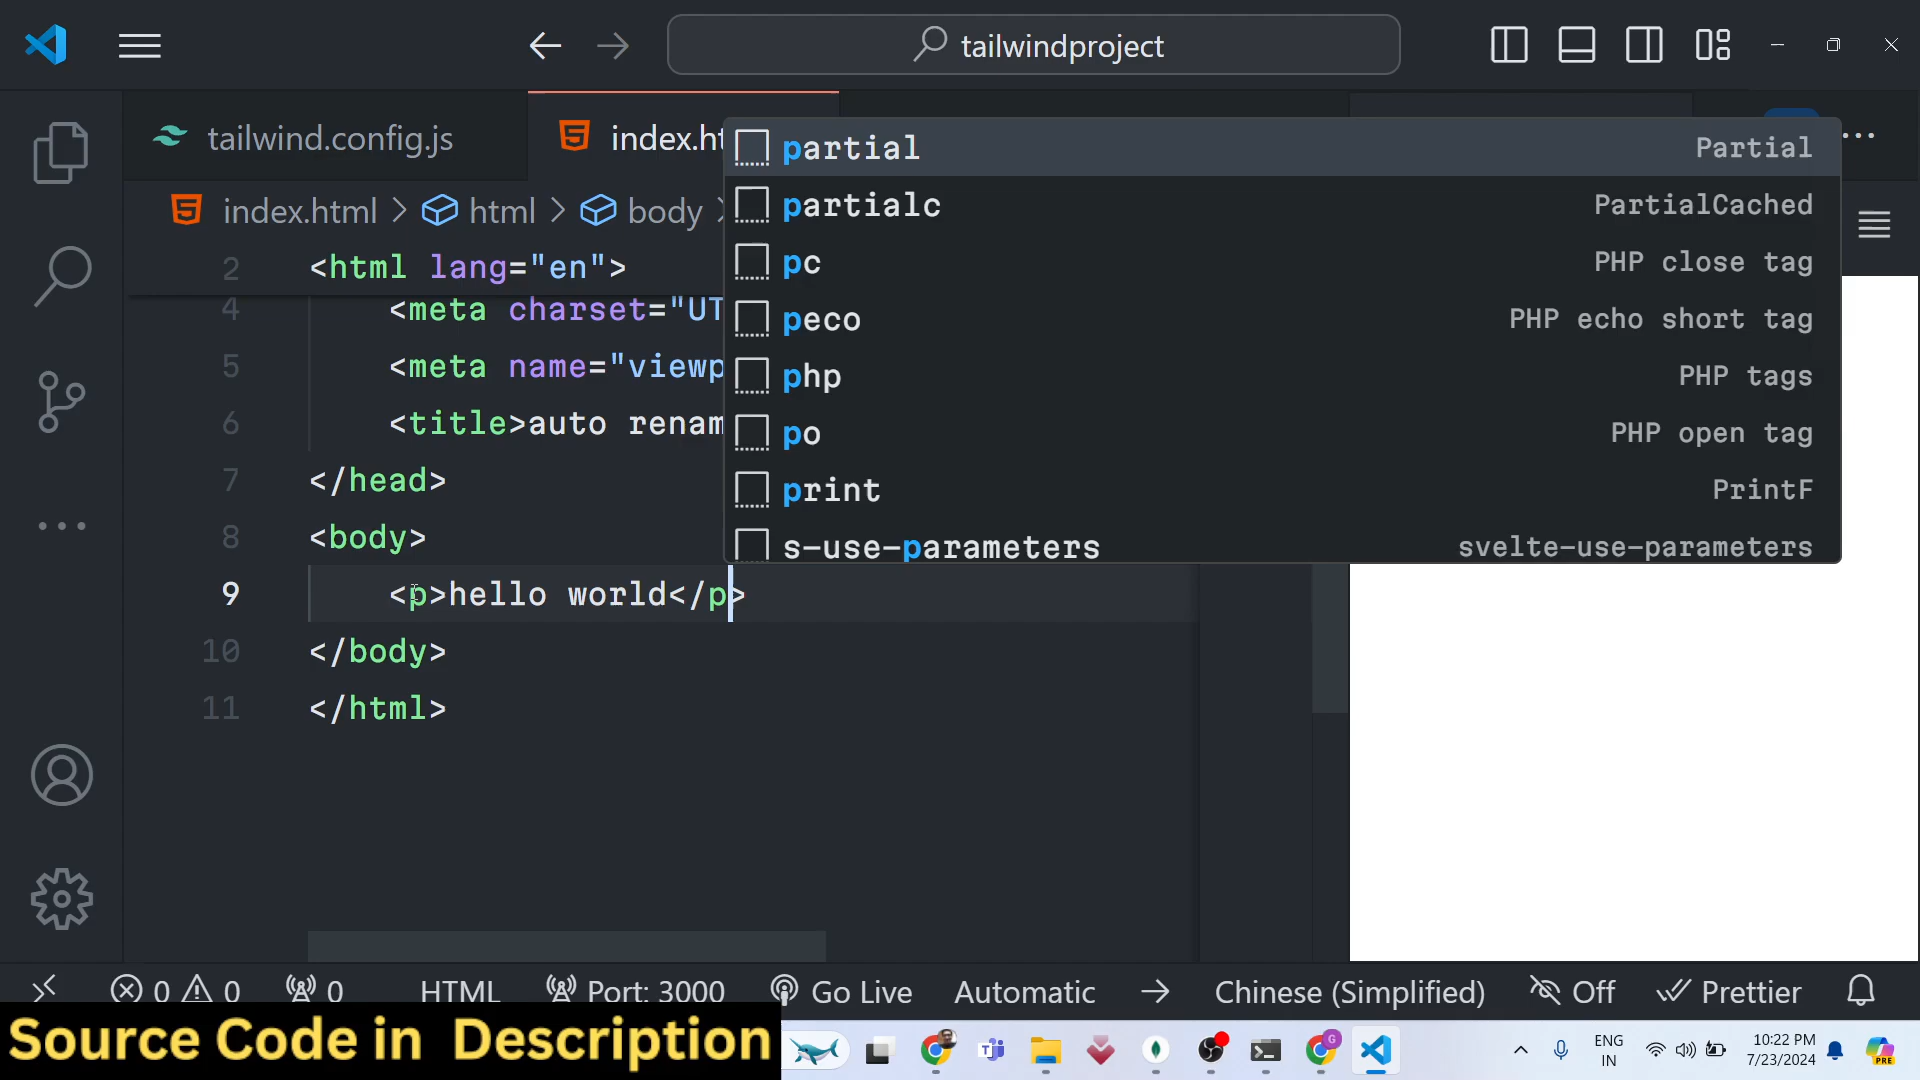 tailwindproject
tailwind.config.js
index.ht
index.html > html > body >
2 <html lang="en">
4 <meta charset="UT
5 <meta name="viewp
6 <title>auto renam
7 </head>
8 <body>
9 <p>hello world</p>
10 </body>
11 </html>
partial Partial
partialc PartialCached
pc PHP close tag
peco PHP echo short tag
php PHP tags
po PHP open tag
print PrintF
s-use-parameters svelte-use-parameters
0 0 0 HTML Port: 3000 Go Live Automatic → Chinese (Simplified) Off Prettier
Source Code in Description
ENG
IN
10:22 PM
7/23/2024
PRE